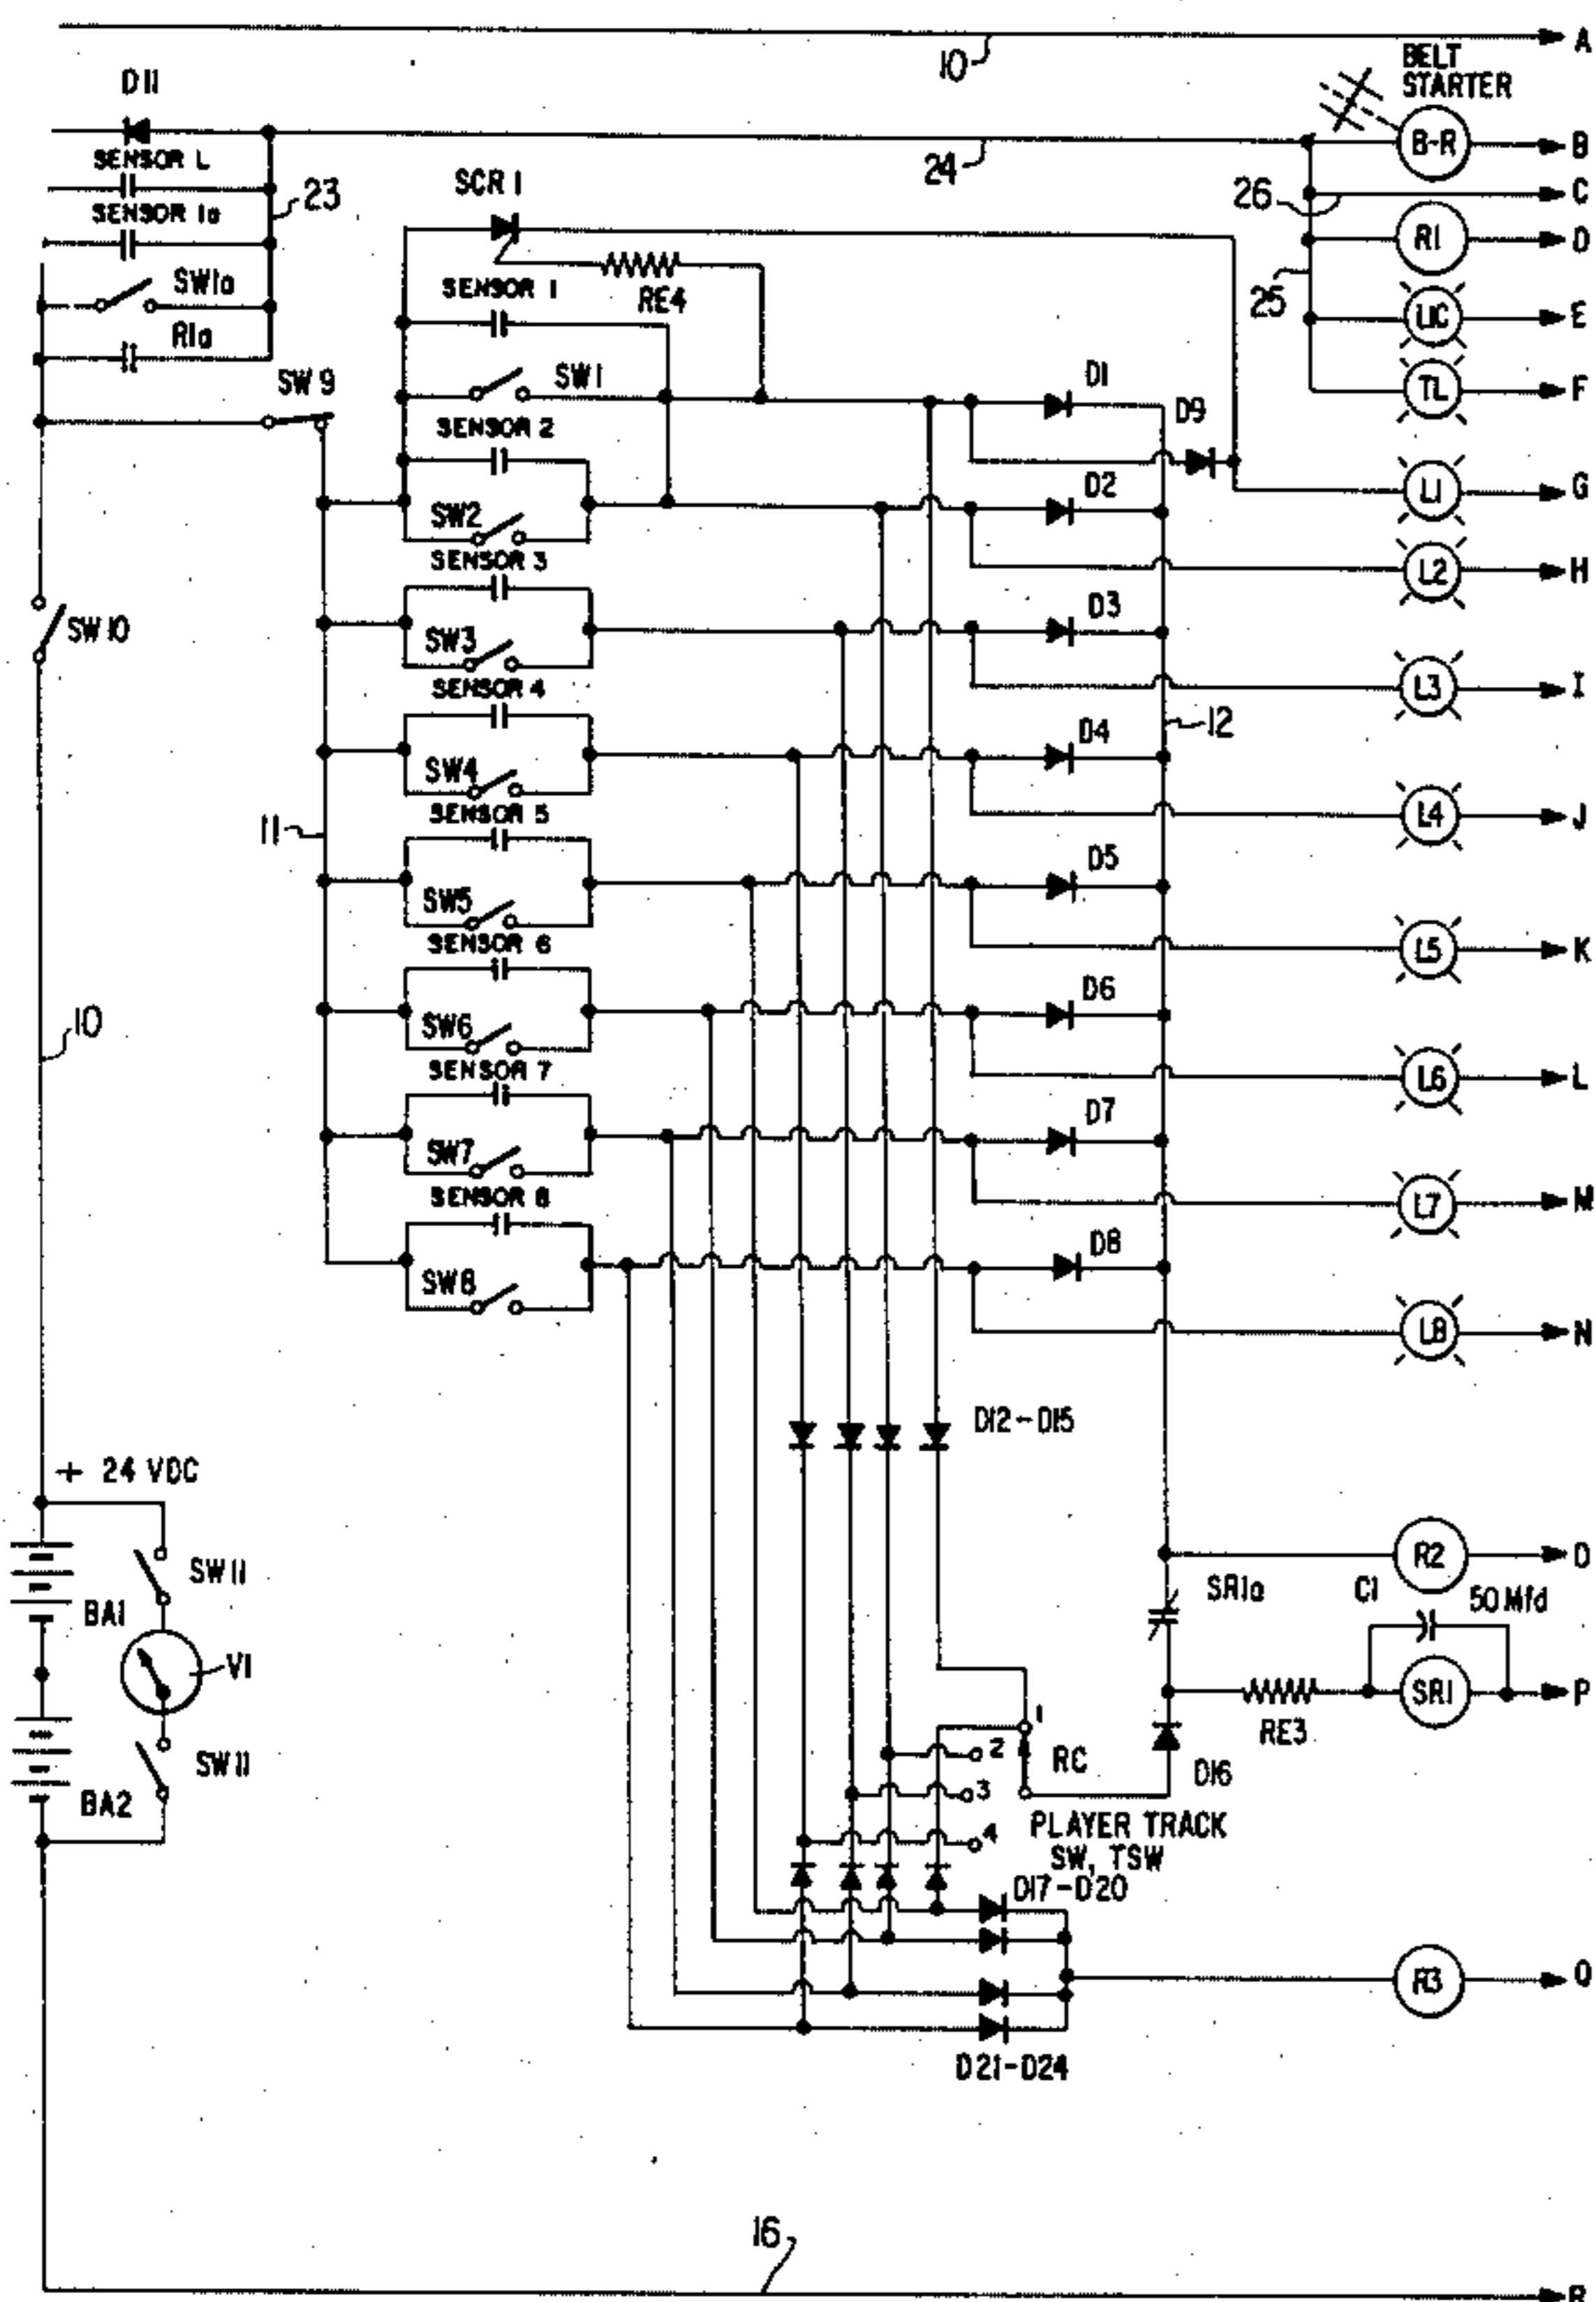 A
10
BELT
STARTER
D11
B-R
B
SENSOR L
24
SCR 1
23
26
C
SENSOR 1a
R1
D
SW1a
SENSOR 1
RE4
25
L1C
E
R1a
SW 9
SW1
D1
TL
F
SENSOR 2
D9
D2
L1
G
SW2
SENSOR 3
L2
H
D3
SW 10
SW3
SENSOR 4
L3
I
12
D4
SW4
11
SENSOR 5
L4
J
D5
SW5
SENSOR 6
L5
K
D6
10
SW6
SENSOR 7
L6
L
D7
SW7
SENSOR 8
L7
M
D8
SW8
L8
N
D12-D15
+ 24 VDC
R2
O
SW 11
SR1a
C1
50 Mfd
BA1
V1
SR1
P
1
RE3
2
RC
SW 11
D16
3
BA2
PLAYER TRACK
4
SW, TSW
D17-D20
R3
Q
D21-D24
16
R